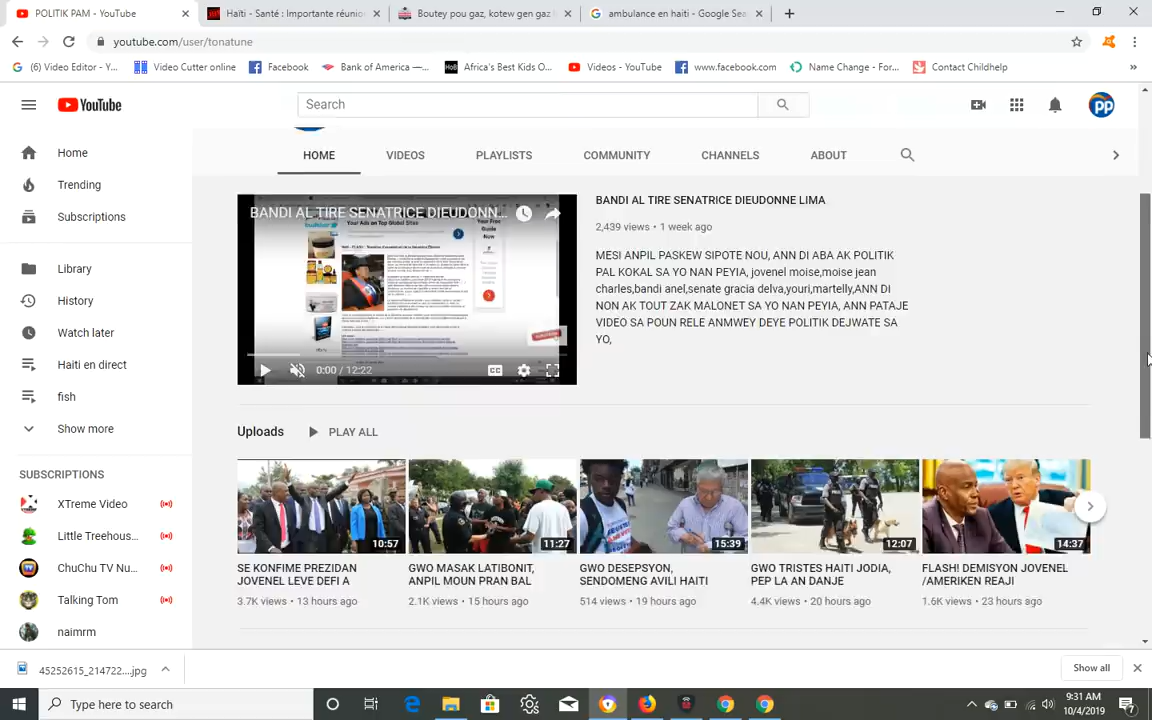 POLITIK PAM - YouTube
Haïti - Santé : Importante réunio
Boutey pou gaz, kotew gen gaz
ambulance en haiti - Google Sea
youtube.com/user/tonatune
(6) Video Editor - Y...
Video Cutter online
Facebook
Bank of America —...
Africa's Best Kids O...
Videos - YouTube
www.facebook.com
Name Change - For...
Contact Childhelp
YouTube
Search
PP
HOME
VIDEOS
PLAYLISTS
COMMUNITY
CHANNELS
ABOUT
Home
Trending
Subscriptions
Library
History
Watch later
Haiti en direct
fish
Show more
SUBSCRIPTIONS
XTreme Video
Little Treehous...
ChuChu TV Nu...
Talking Tom
naimrm
BANDI AL TIRE SENATRICE DIEUDONN...
Your Ads on Top Global Sites
Your Free
Guide
Now
0:00 / 12:22
BANDI AL TIRE SENATRICE DIEUDONNE LIMA
2,439 views • 1 week ago
MESI ANPIL PASKEW SIPOTE NOU, ANN DI ABA AK POLITIK
PAL KOKAL SA YO NAN PEYIA, jovenel moise,moise jean
charles,bandi anel,senate gracia delva,youri,martelly,ANN DI
NON AK TOUT ZAK MALONET SA YO NAN PEYIA, ANN PATAJE
VIDEO SA POUN RELE ANMWEY DEYE POLITIK DEJWATE SA
YO,
Uploads
PLAY ALL
10:57
11:27
15:39
12:07
14:37
SE KONFIME PREZIDAN
JOVENEL LEVE DEFI A
3.7K views • 13 hours ago
GWO MASAK LATIBONIT,
ANPIL MOUN PRAN BAL
2.1K views • 15 hours ago
GWO DESEPSYON,
SENDOMENG AVILI HAITI
514 views • 19 hours ago
GWO TRISTES HAITI JODIA,
PEP LA AN DANJE
4.4K views • 20 hours ago
FLASH! DEMISYON JOVENEL
/AMERIKEN REAJI
1.6K views • 23 hours ago
45252615_214722....jpg
Show all
Type here to search
9:31 AM
10/4/2019
7